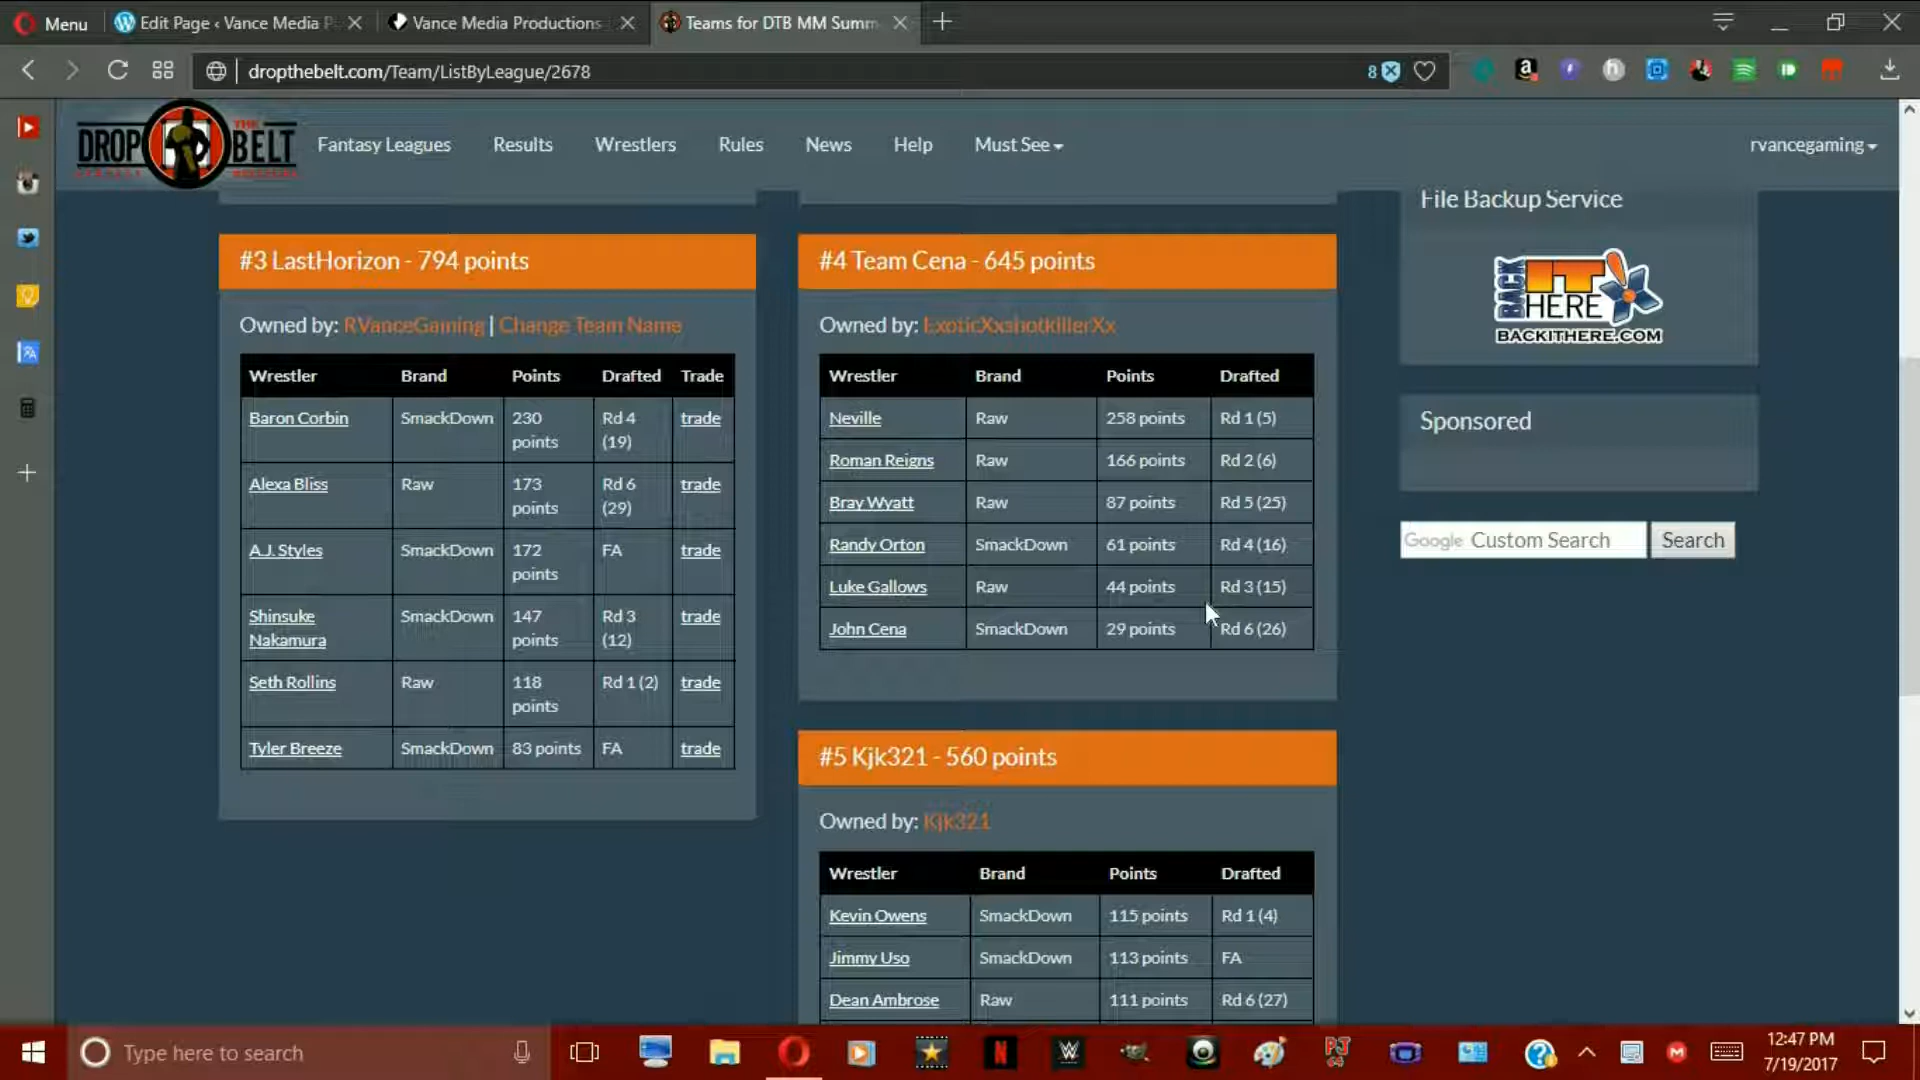 Menu
Edit Page ‹ Vance Media P
Vance Media Productions
Teams for DTB MM Summ
dropthebelt.com/Team/ListByLeague/2678
8
DROP THE BELT
Fantasy Leagues
Results
Wrestlers
Rules
News
Help
Must See
rvancegaming
#3 LastHorizon - 794 points
Owned by: RVanceGaming | Change Team Name
Wrestler Brand Points Drafted Trade
Baron Corbin SmackDown 230 points Rd 4 (19) trade
Alexa Bliss Raw 173 points Rd 6 (29) trade
A.J. Styles SmackDown 172 points FA trade
Shinsuke Nakamura SmackDown 147 points Rd 3 (12) trade
Seth Rollins Raw 118 points Rd 1 (2) trade
Tyler Breeze SmackDown 83 points FA trade
#4 Team Cena - 645 points
Owned by: ExoticXxshotkillerXx
Wrestler Brand Points Drafted
Neville Raw 258 points Rd 1 (5)
Roman Reigns Raw 166 points Rd 2 (6)
Bray Wyatt Raw 87 points Rd 5 (25)
Randy Orton SmackDown 61 points Rd 4 (16)
Luke Gallows Raw 44 points Rd 3 (15)
John Cena SmackDown 29 points Rd 6 (26)
#5 Kjk321 - 560 points
Owned by: Kjk321
Wrestler Brand Points Drafted
Kevin Owens SmackDown 115 points Rd 1 (4)
Jimmy Uso SmackDown 113 points FA
Dean Ambrose Raw 111 points Rd 6 (27)
File Backup Service
BACK IT HERE
BACKITHERE.COM
Sponsored
Google Custom Search
Search
Type here to search
12:47 PM
7/19/2017